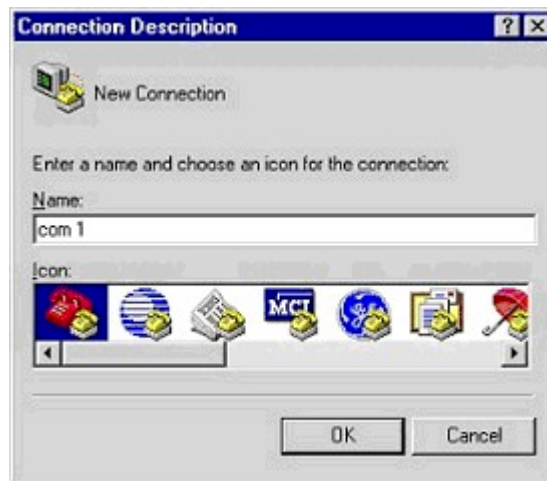 Connection Description
New Connection
Enter a name and choose an icon for the connection:
Name:
com 1
Icon:
MCI
OK
Cancel